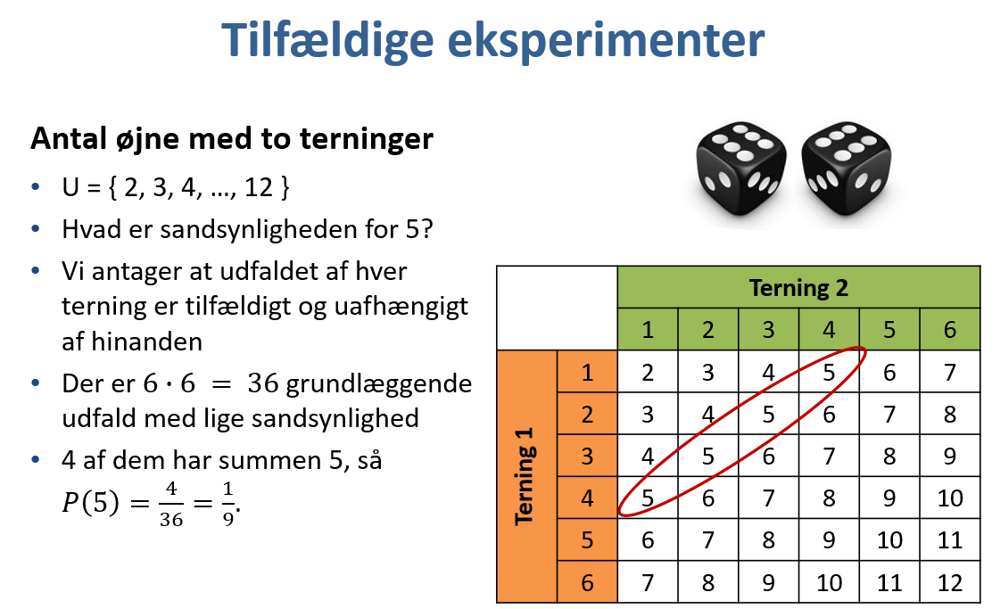 Tilfældige eksperimenter
Antal øjne med to terninger
• U = { 2, 3, 4, …, 12 }
• Hvad er sandsynligheden for 5?
• Vi antager at udfaldet af hver
terning er tilfældigt og uafhængigt
af hinanden
• Der er 6 · 6 = 36 grundlæggende
udfald med lige sandsynlighed
• 4 af dem har summen 5, så
P(5) = 4/36 = 1/9.
Terning 2
1 2 3 4 5 6
Terning 1
1 2 3 4 5 6 7
2 3 4 5 6 7 8
3 4 5 6 7 8 9
4 5 6 7 8 9 10
5 6 7 8 9 10 11
6 7 8 9 10 11 12